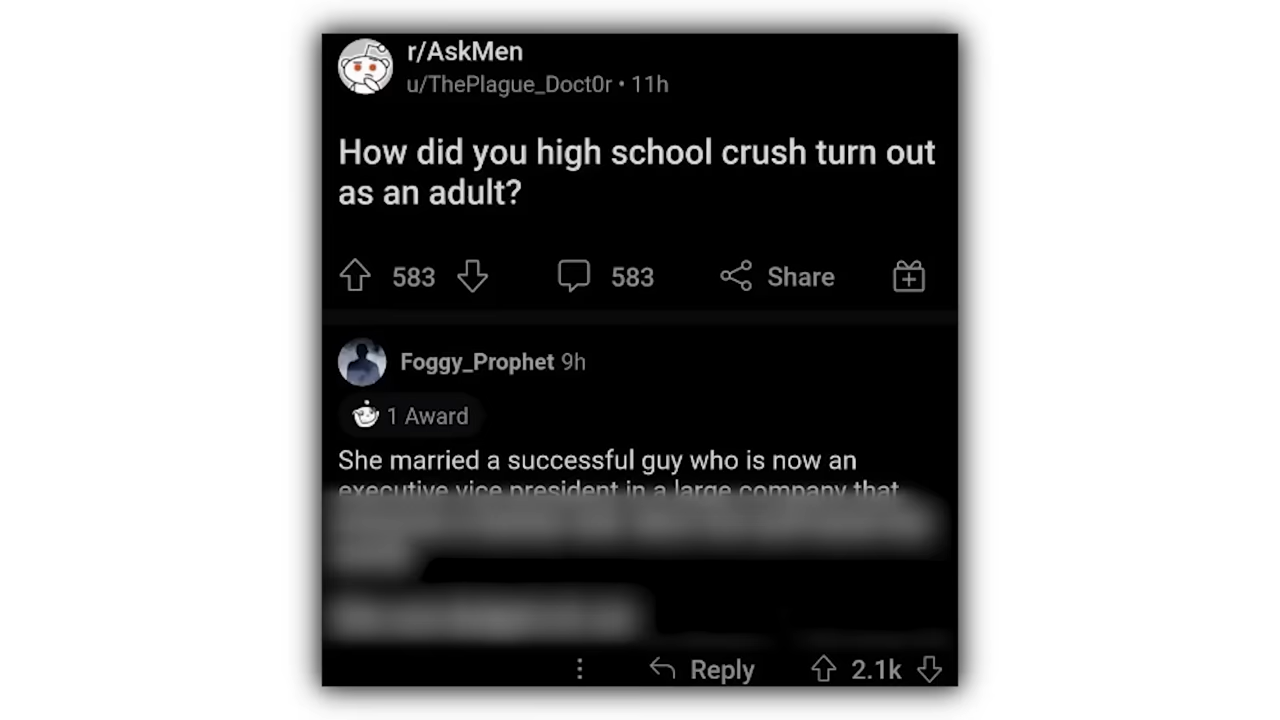 r/AskMen
u/ThePlague_Doct0r • 11h
How did you high school crush turn out
as an adult?
583
583 Share
Foggy_Prophet 9h
1 Award
She married a successful guy who is now an
executive vice president in a large company that
Reply 2.1k